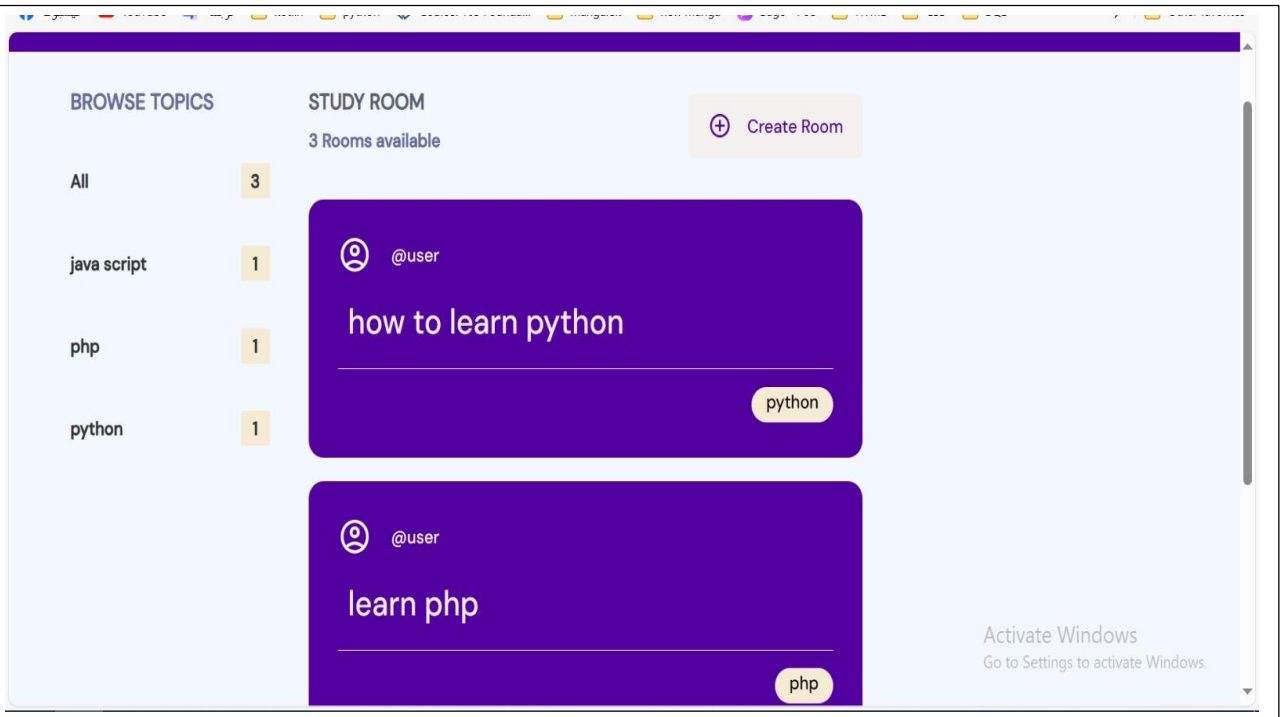 BROWSE TOPICS
All 3
java script 1
php 1
python 1
STUDY ROOM
3 Rooms available
Create Room
@user
how to learn python
python
@user
learn php
php
Activate Windows
Go to Settings to activate Windows.